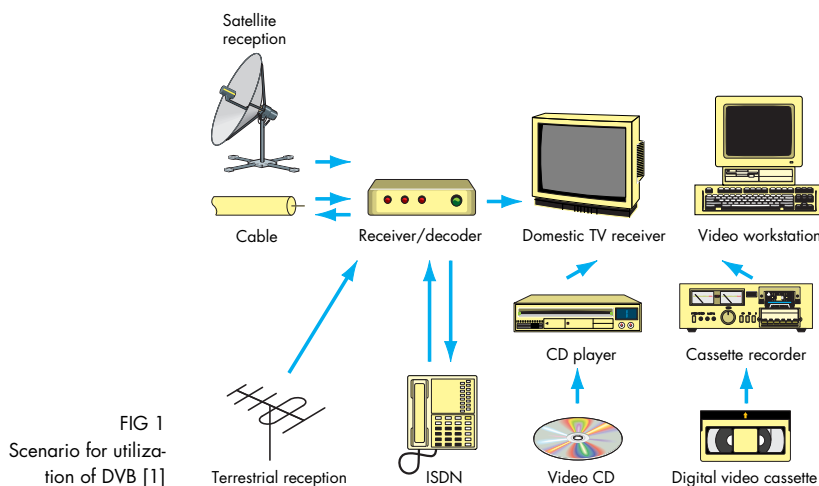 Satellite
reception
Cable
Receiver/decoder
Domestic TV receiver
Video workstation
CD player
Cassette recorder
FIG 1
Scenario for utiliza-
tion of DVB [1]
Terrestrial reception
ISDN
Video CD
Digital video cassette